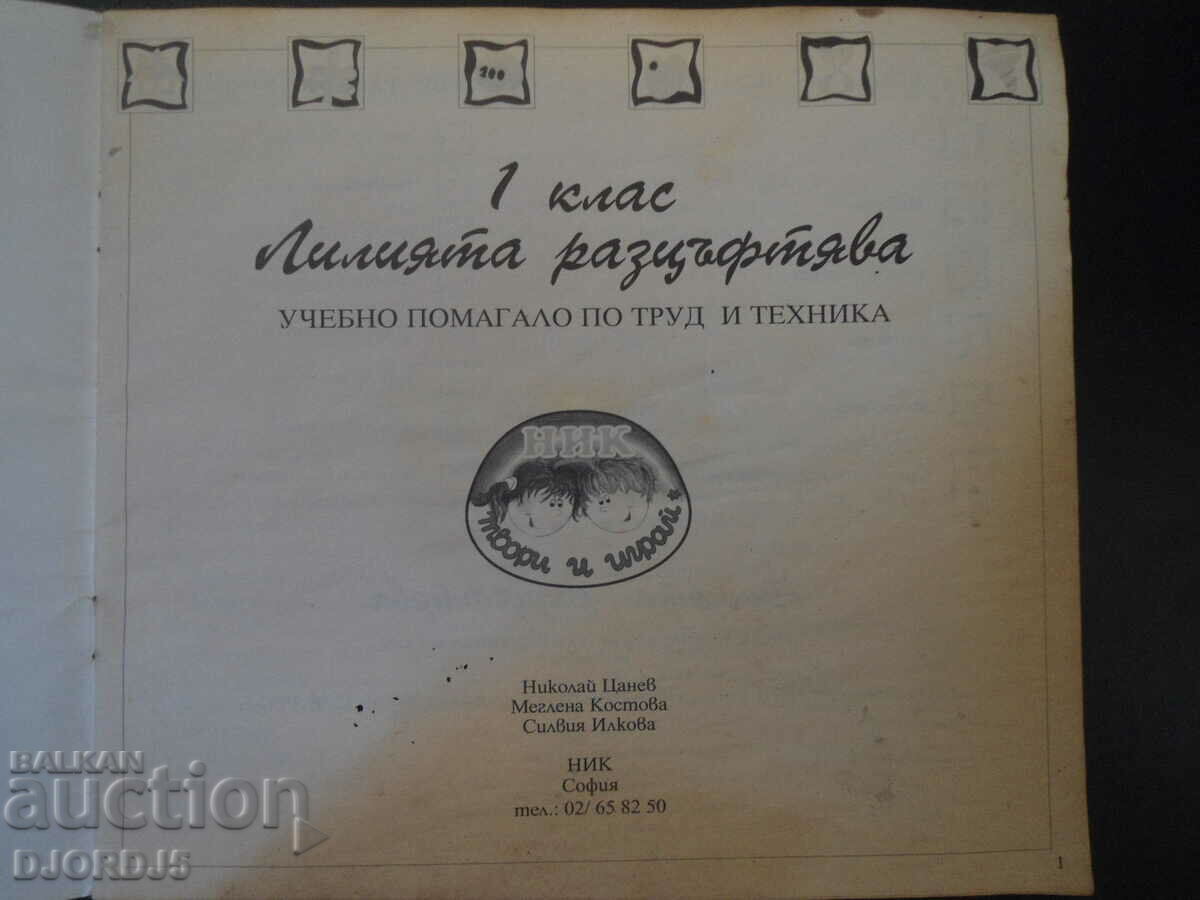 200
1 клас
Лилията разцъфтява
УЧЕБНО ПОМАГАЛО ПО ТРУД И ТЕХНИКА
НИК
твори и играй
Николай Цанев
Меглена Костова
Силвия Илкова
НИК
София
тел.: 02/ 65 82 50
1
BALKAN
auction
DJORDJ5